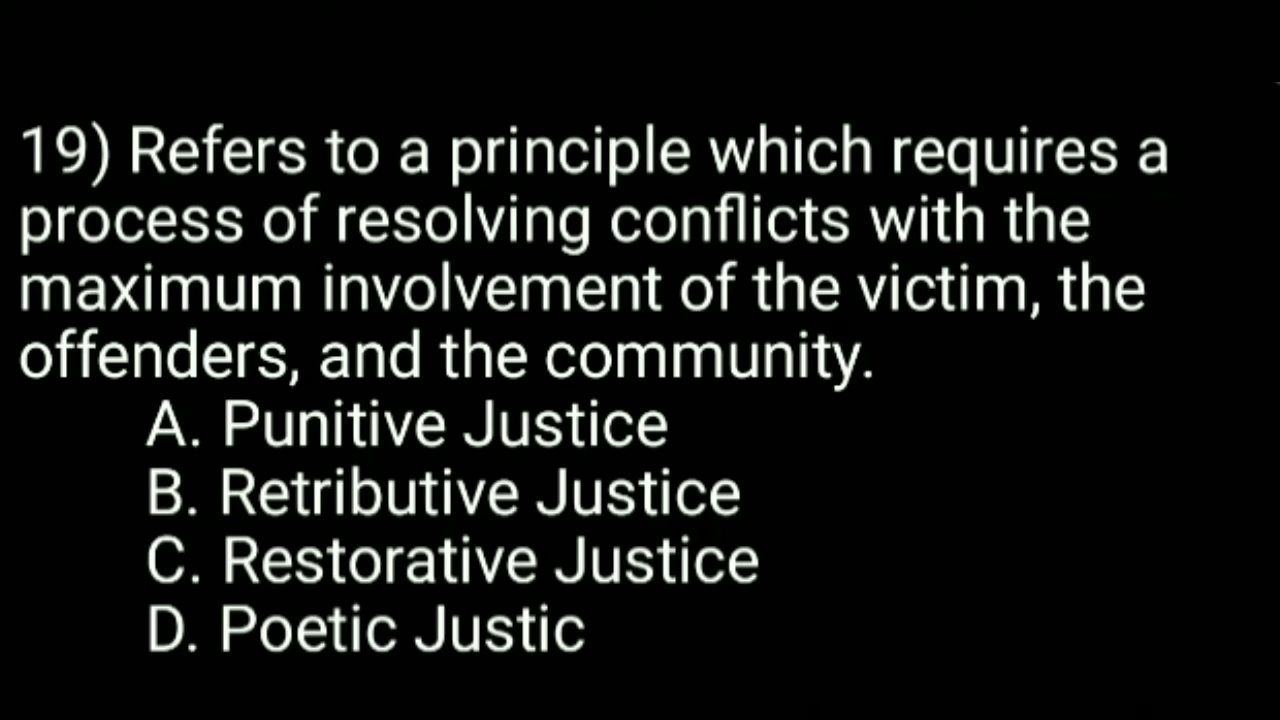 19) Refers to a principle which requires a
process of resolving conflicts with the
maximum involvement of the victim, the
offenders, and the community.
A. Punitive Justice
B. Retributive Justice
C. Restorative Justice
D. Poetic Justic